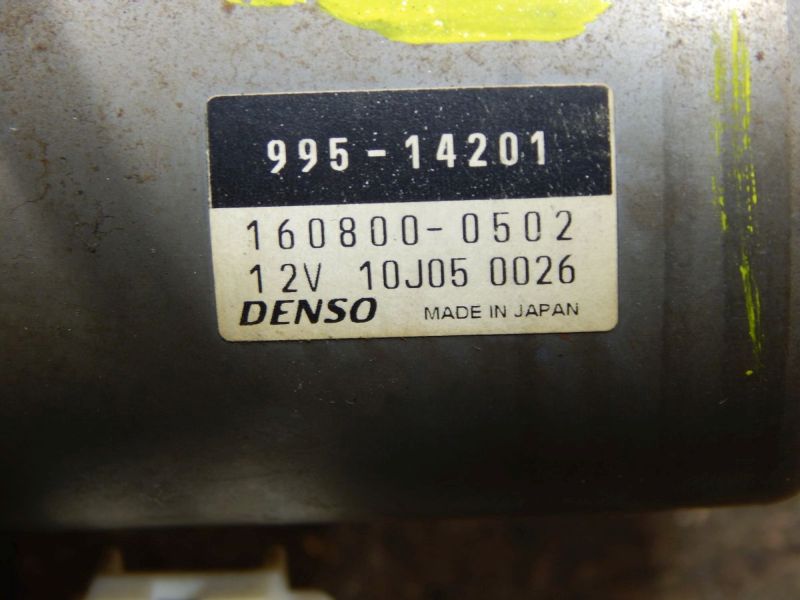 995-14201
160800-0502
12V 10J05 0026
DENSO MADE IN JAPAN